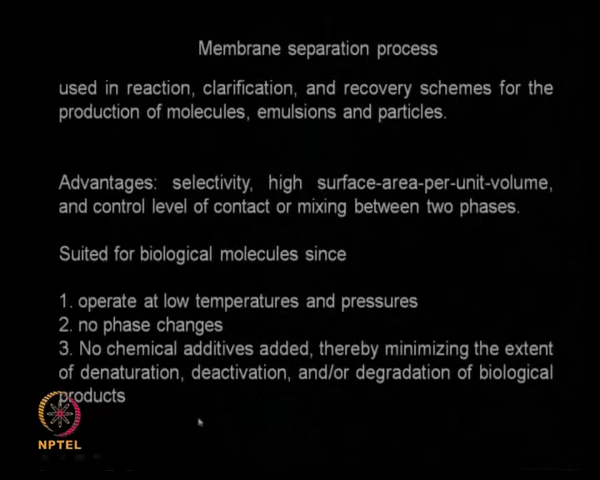 Membrane separation process
used in reaction, clarification, and recovery schemes for the
production of molecules, emulsions and particles.
Advantages: selectivity, high surface-area-per-unit-volume,
and control level of contact or mixing between two phases.
Suited for biological molecules since
1. operate at low temperatures and pressures
2. no phase changes
3. No chemical additives added, thereby minimizing the extent
of denaturation, deactivation, and/or degradation of biological
products
NPTEL